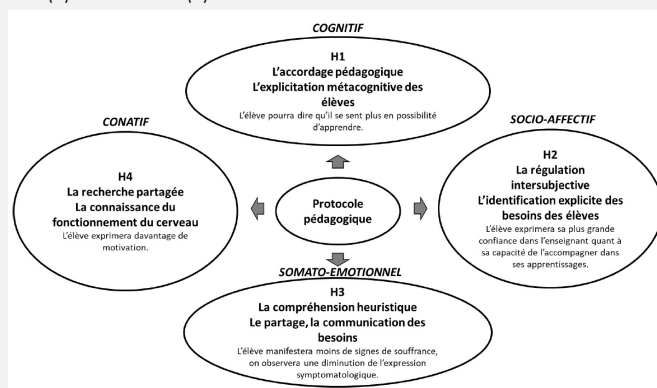 COGNITIF
H1
L'accordage pédagogique
L'explicitation métacognitive des
élèves
L'élève pourra dire qu'il se sent plus en possibilité
d'apprendre.
CONATIF
H4
La recherche partagée
La connaissance du
fonctionnement du cerveau
L'élève exprimera davantage de
motivation.
Protocole
pédagogique
SOCIO-AFFECTIF
H2
La régulation
intersubjective
L'identification explicite des
besoins des élèves
L'élève exprimera sa plus grande
confiance dans l'enseignant quant à
sa capacité de l'accompagner dans
ses apprentissages.
SOMATO-EMOTIONNEL
H3
La compréhension heuristique
Le partage, la communication des
besoins
L'élève manifestera moins de signes de souffrance,
on observera une diminution de l'expression
symptomatologique.